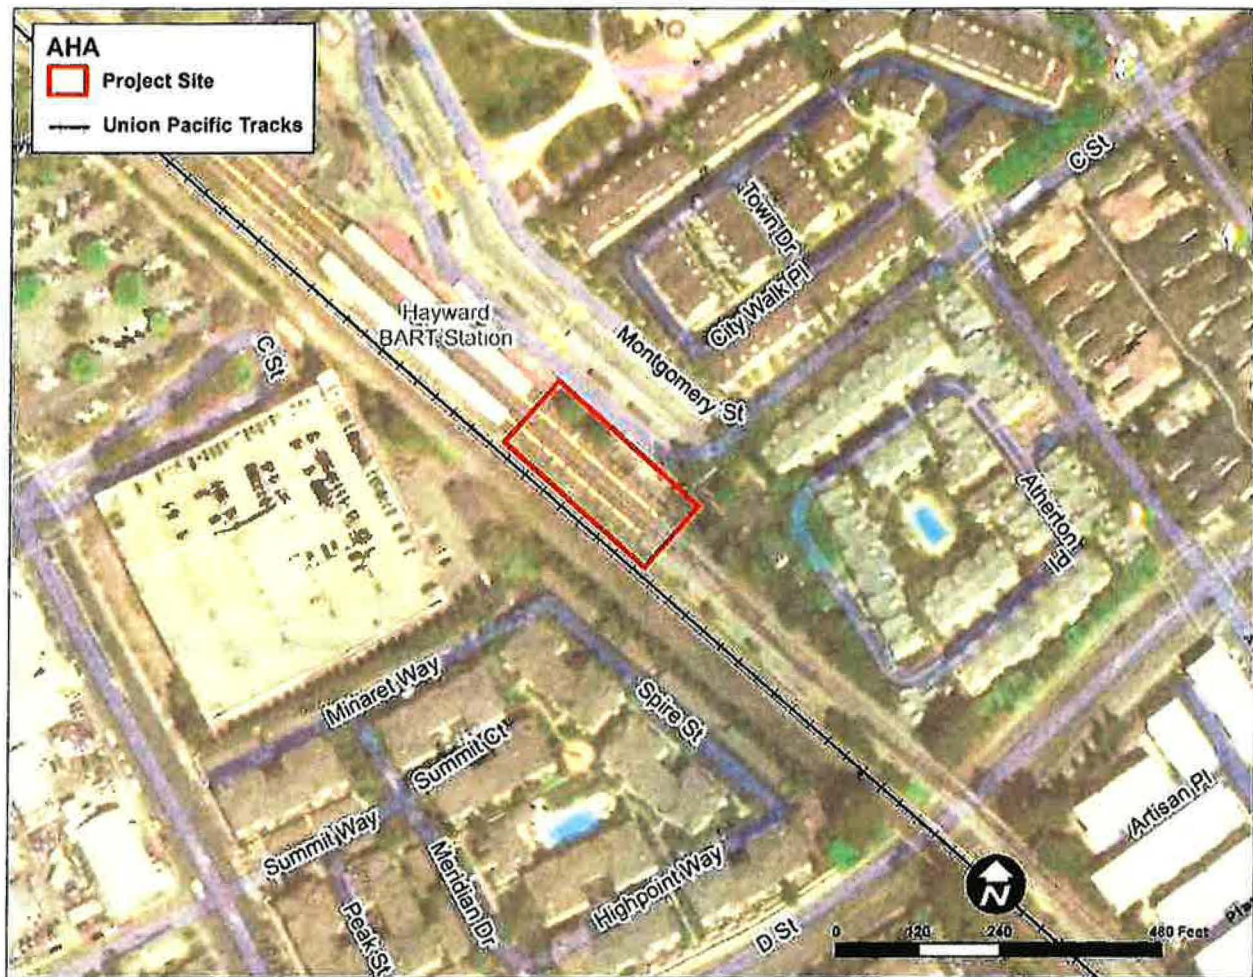 AHA
Project Site
Union Pacific Tracks
C St
Town Dr
City Walk Pl
Hayward
BART Station
Montgomery St
C St
Atherton Pl
Minaret Way
Spire St
Summit Ct
Artisan Pl
Summit Way
Meridian Dr
Highpoint Way
Peak St
D St
N
0 120 240 480 Feet